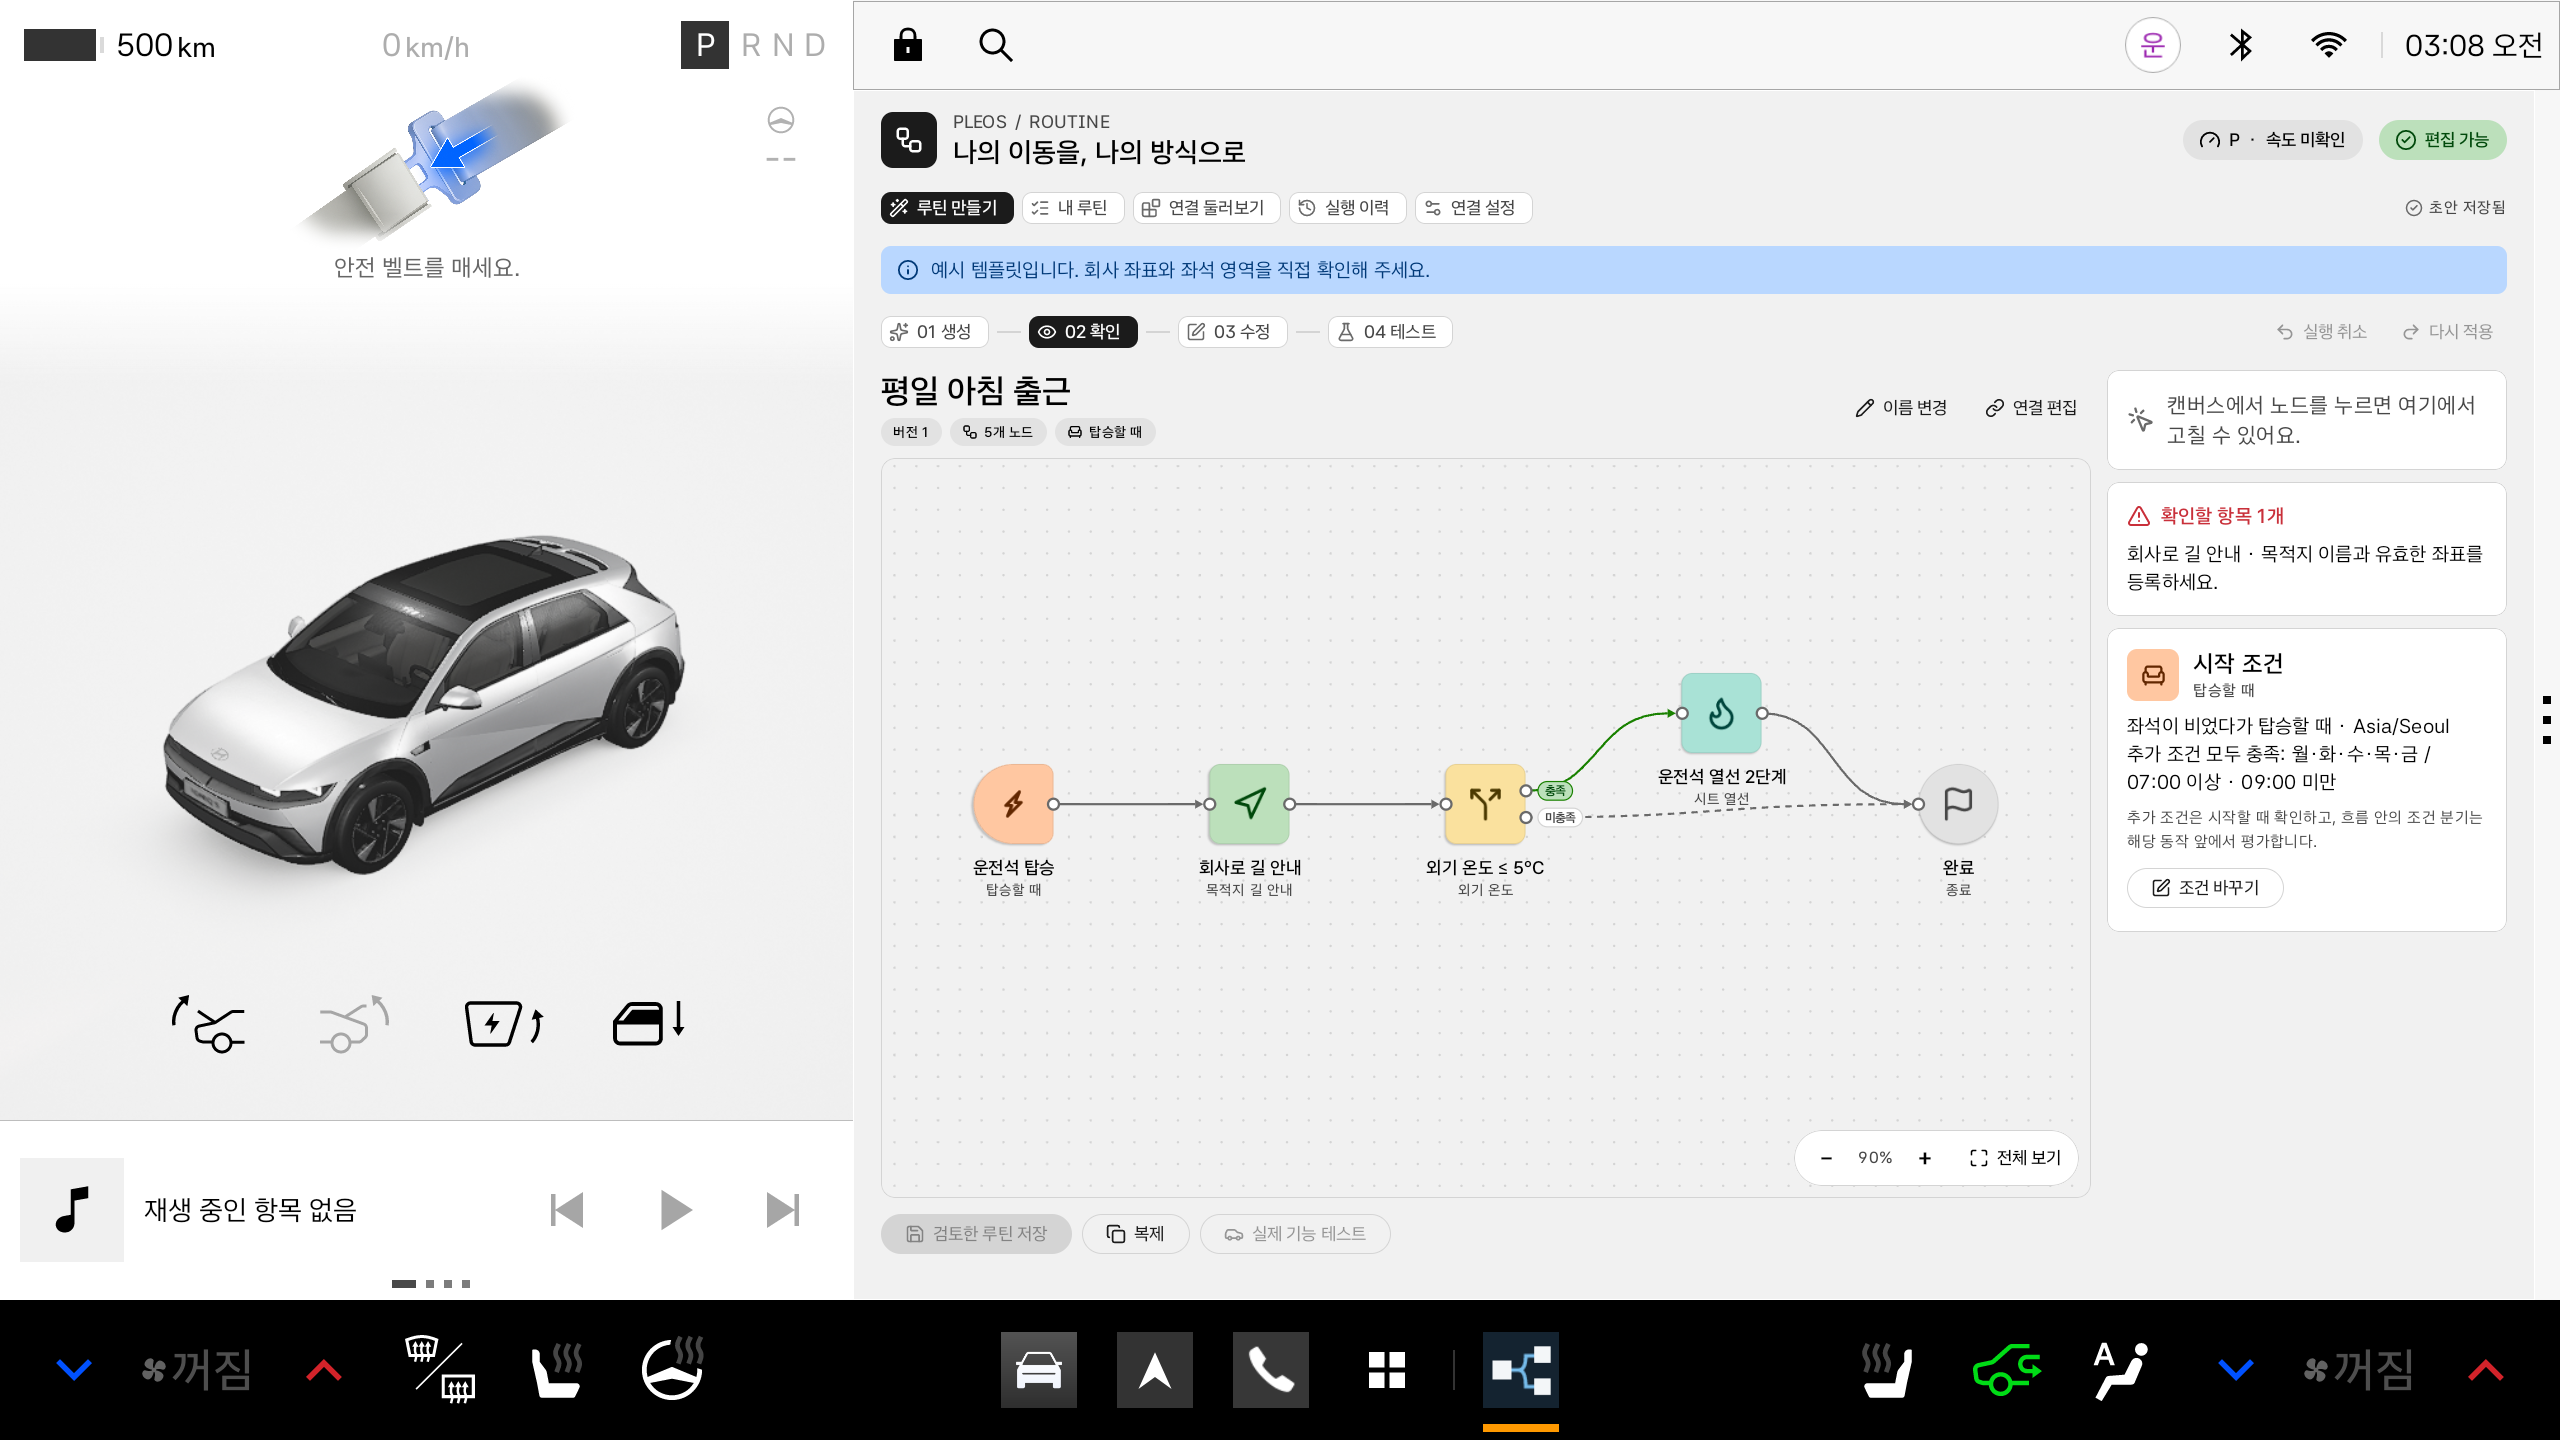 500 km
0 km/h
P R N D
안전 벨트를 매세요.
재생 중인 항목 없음
운
03:08 오전
PLEOS / ROUTINE
나의 이동을, 나의 방식으로
P · 속도 미확인
편집 가능
루틴 만들기
내 루틴
연결 둘러보기
실행 이력
연결 설정
초안 저장됨
예시 템플릿입니다. 회사 좌표와 좌석 영역을 직접 확인해 주세요.
01 생성
02 확인
03 수정
04 테스트
실행 취소
다시 적용
평일 아침 출근
이름 변경
연결 편집
버전 1
5개 노드
탑승할 때
운전석 탑승
탑승할 때
회사로 길 안내
목적지 길 안내
외기 온도 ≤ 5°C
외기 온도
충족
미충족
운전석 열선 2단계
시트 열선
완료
종료
90%
전체 보기
캔버스에서 노드를 누르면 여기에서
고칠 수 있어요.
확인할 항목 1개
회사로 길 안내 · 목적지 이름과 유효한 좌표를
등록하세요.
시작 조건
탑승할 때
좌석이 비었다가 탑승할 때 · Asia/Seoul
추가 조건 모두 충족: 월·화·수·목·금 /
07:00 이상 · 09:00 미만
추가 조건은 시작할 때 확인하고, 흐름 안의 조건 분기는
해당 동작 앞에서 평가합니다.
조건 바꾸기
검토한 루틴 저장
복제
실제 기능 테스트
꺼짐
A
꺼짐